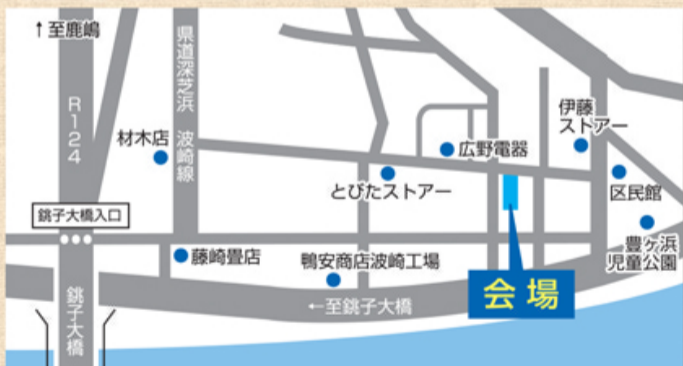 ↑至鹿嶋
R124
県道深芝浜 波崎線
材木店
銚子大橋入口
銚子大橋
藤崎畳店
鴨安商店波崎工場
←至銚子大橋
とびたストアー
広野電器
伊藤
ストアー
区民館
豊ヶ浜
児童公園
会場